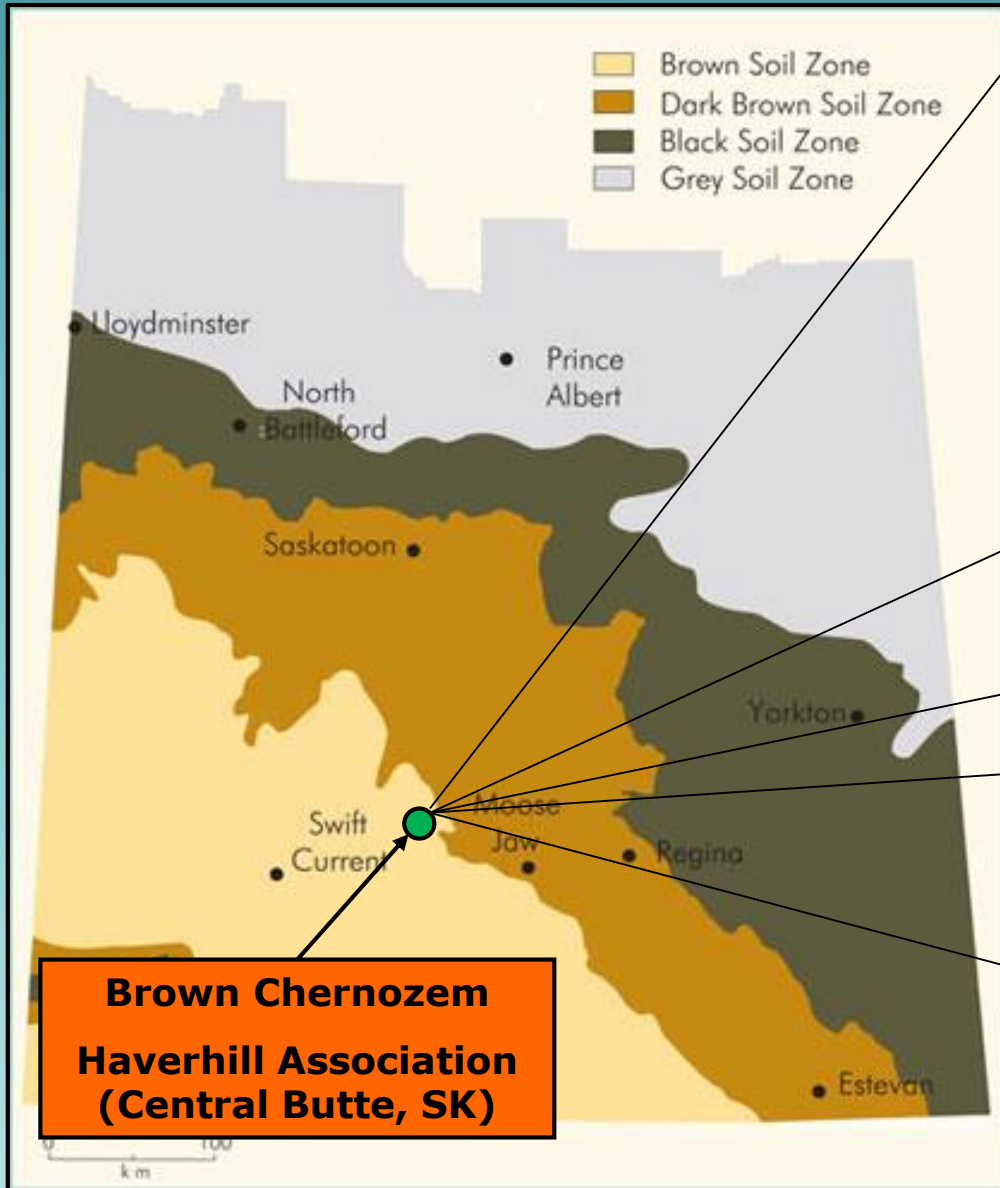 Brown Soil Zone
Dark Brown Soil Zone
Black Soil Zone
Grey Soil Zone
Lloydminster
Prince
Albert
North
Battleford
Saskatoon
Yorkton
Moose
Jaw
Swift
Current
Regina
Brown Chernozem
Haverhill Association
(Central Butte, SK)
Estevan
0 100
km